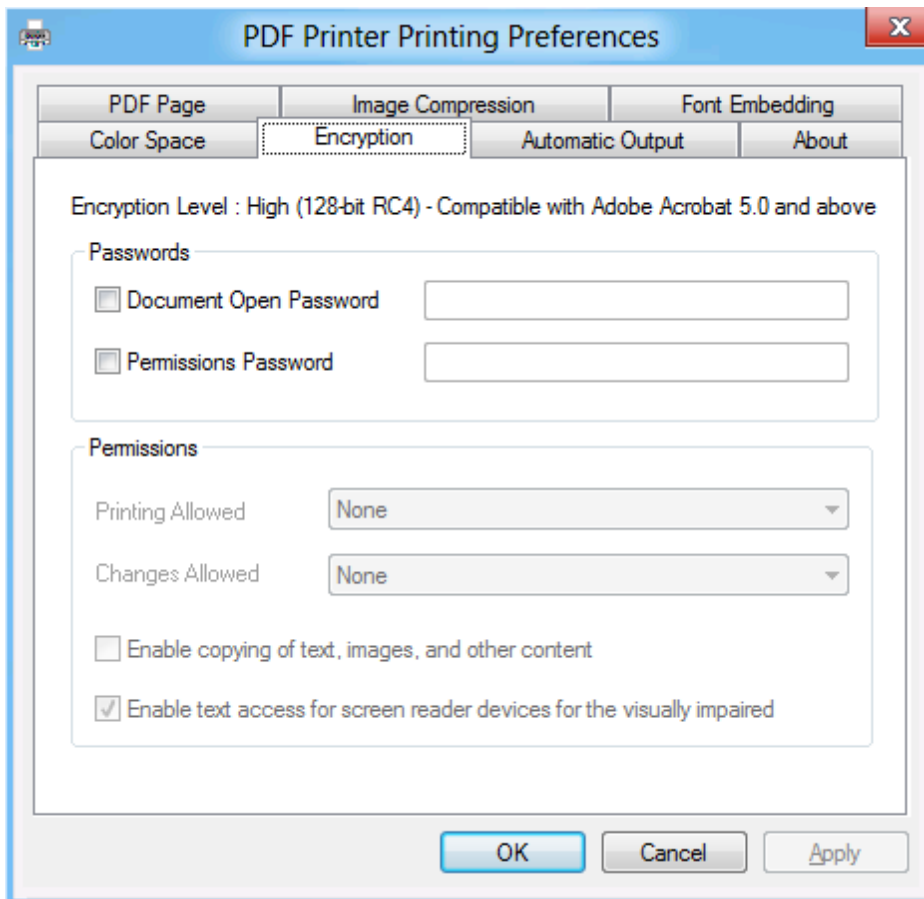 PDF Printer Printing Preferences
x
PDF Page Image Compression Font Embedding
Color Space Encryption Automatic Output About
Encryption Level : High (128-bit RC4) - Compatible with Adobe Acrobat 5.0 and above
Passwords
Document Open Password
Permissions Password
Permissions
Printing Allowed None
Changes Allowed None
Enable copying of text, images, and other content
Enable text access for screen reader devices for the visually impaired
OK Cancel Apply